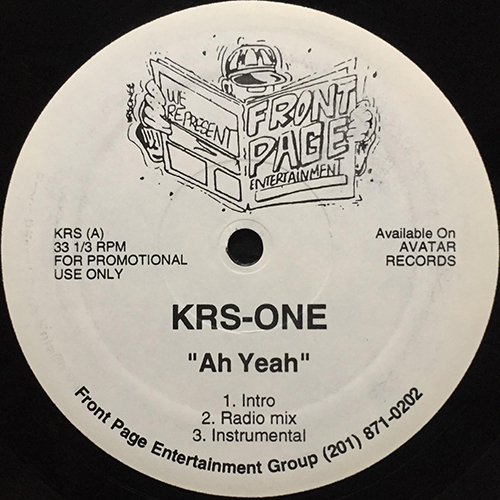 WE
REPRESENT
FRONT
PAGE
ENTERTAINMENT
KRS (A)
33 1/3 RPM
FOR PROMOTIONAL
USE ONLY
Available On
AVATAR
RECORDS
KRS-ONE
"Ah Yeah"
1. Intro
2. Radio mix
3. Instrumental
Front Page Entertainment Group (201) 871-0202